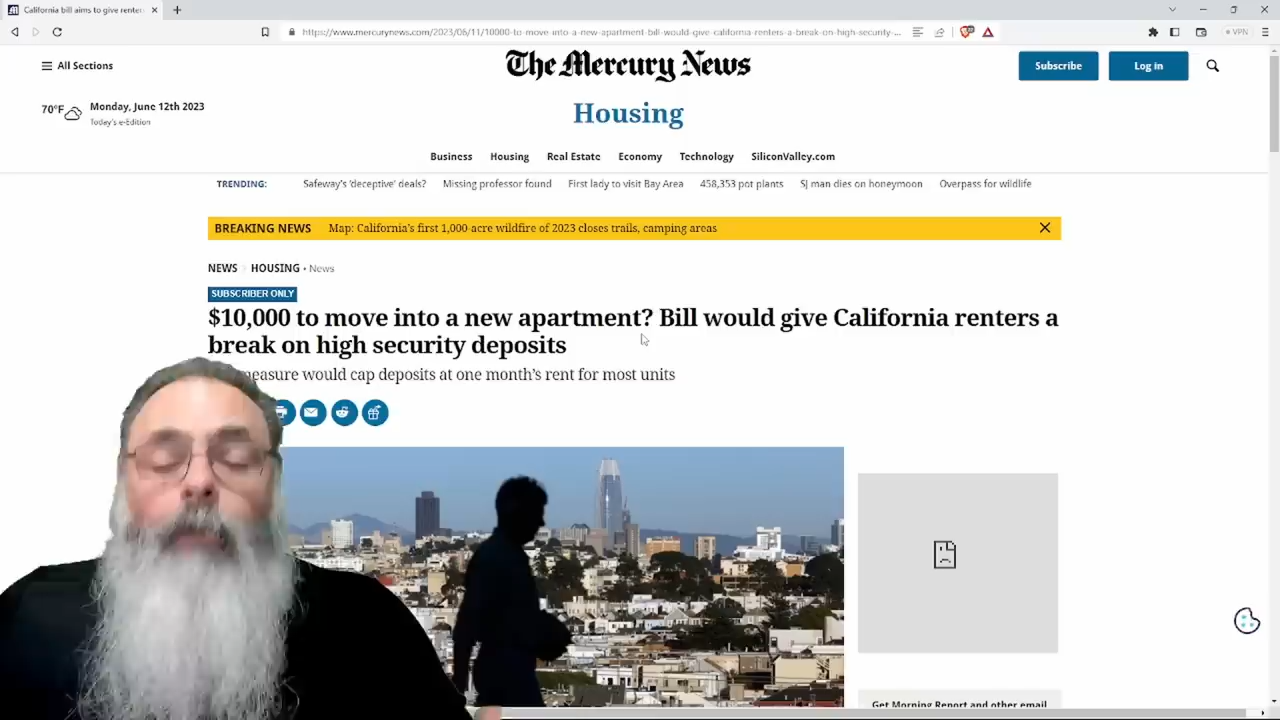 California bill aims to give renter
https://www.mercurynews.com/2023/06/11/10000-to-move-into-a-new-apartment-bill-would-give-california-renters-a-break-on-high-security-...
VPN
All Sections
The Mercury News
Subscribe
Log in
70°F
Monday, June 12th 2023
Today's e-Edition
Housing
Business Housing Real Estate Economy Technology SiliconValley.com
TRENDING: Safeway's 'deceptive' deals? Missing professor found First lady to visit Bay Area 458,353 pot plants SJ man dies on honeymoon Overpass for wildlife
BREAKING NEWS Map: California's first 1,000-acre wildfire of 2023 closes trails, camping areas
NEWS HOUSING • News
SUBSCRIBER ONLY
$10,000 to move into a new apartment? Bill would give California renters a
break on high security deposits
measure would cap deposits at one month's rent for most units
Get Morning Report and other email